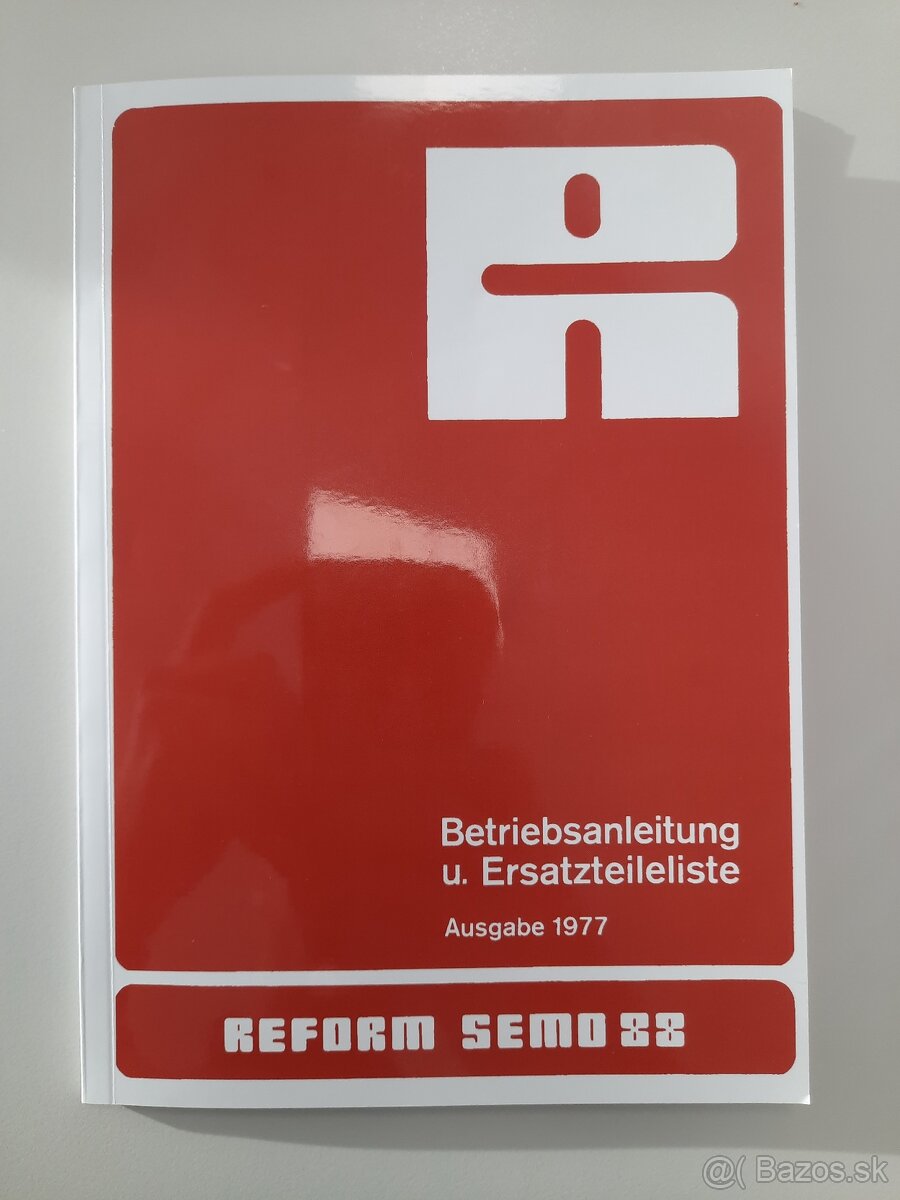 R
Betriebsanleitung
u. Ersatzteileliste
Ausgabe 1977
REFORM SEMO 88
@( Bazos.sk